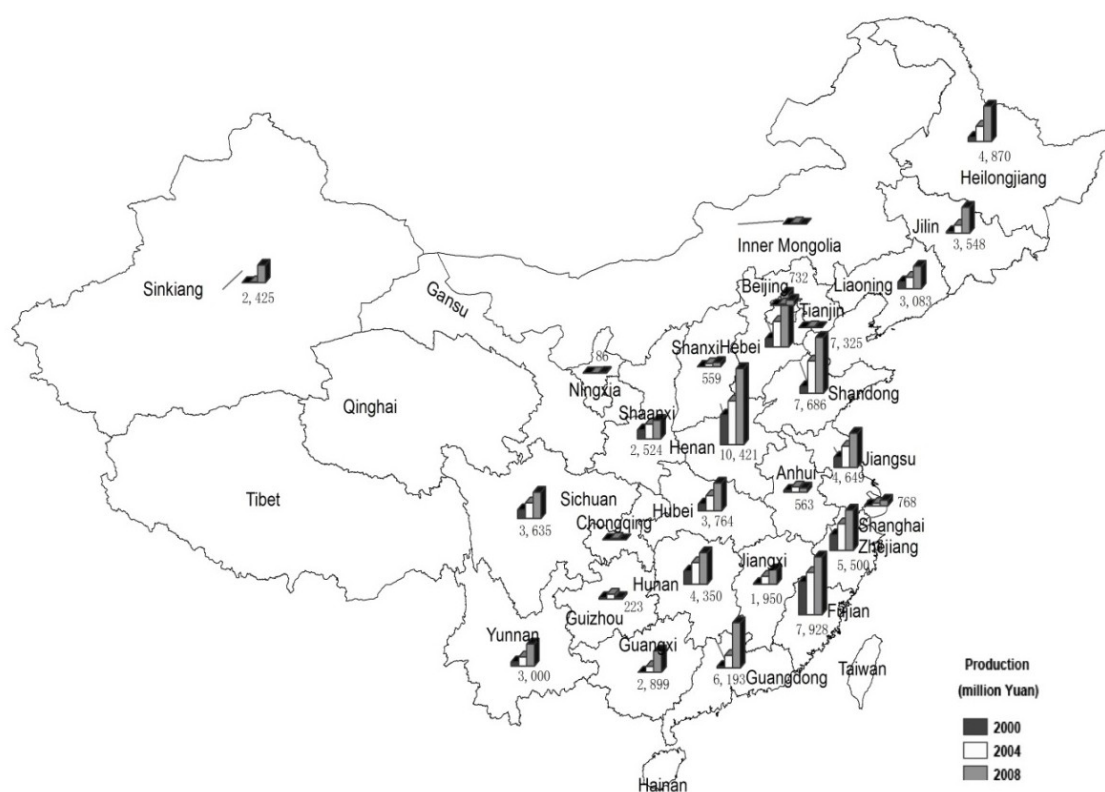 4, 870
Heilongjiang
Jilin
3, 548
Inner Mongolia
732
Beijing
Liaoning
3, 083
Sinkiang
2, 425
Gansu
Tianjin
7, 325
ShanxiHebei
559
86
Ningxia
Shandong
7, 686
Qinghai
Shaanxi
2, 524
Henan
10, 421
Jiangsu
4, 649
Anhui
563
768
Tibet
Sichuan
3, 635
Hubei
3, 764
Chongqing
Shanghai
Zhejiang
5, 500
Jiangxi
1, 950
Hunan
4, 350
223
Guizhou
Fujian
7, 928
Yunnan
3, 000
Guangxi
2, 899
6, 193
Guangdong
Taiwan
Hainan
Production
(million Yuan)
2000
2004
2008